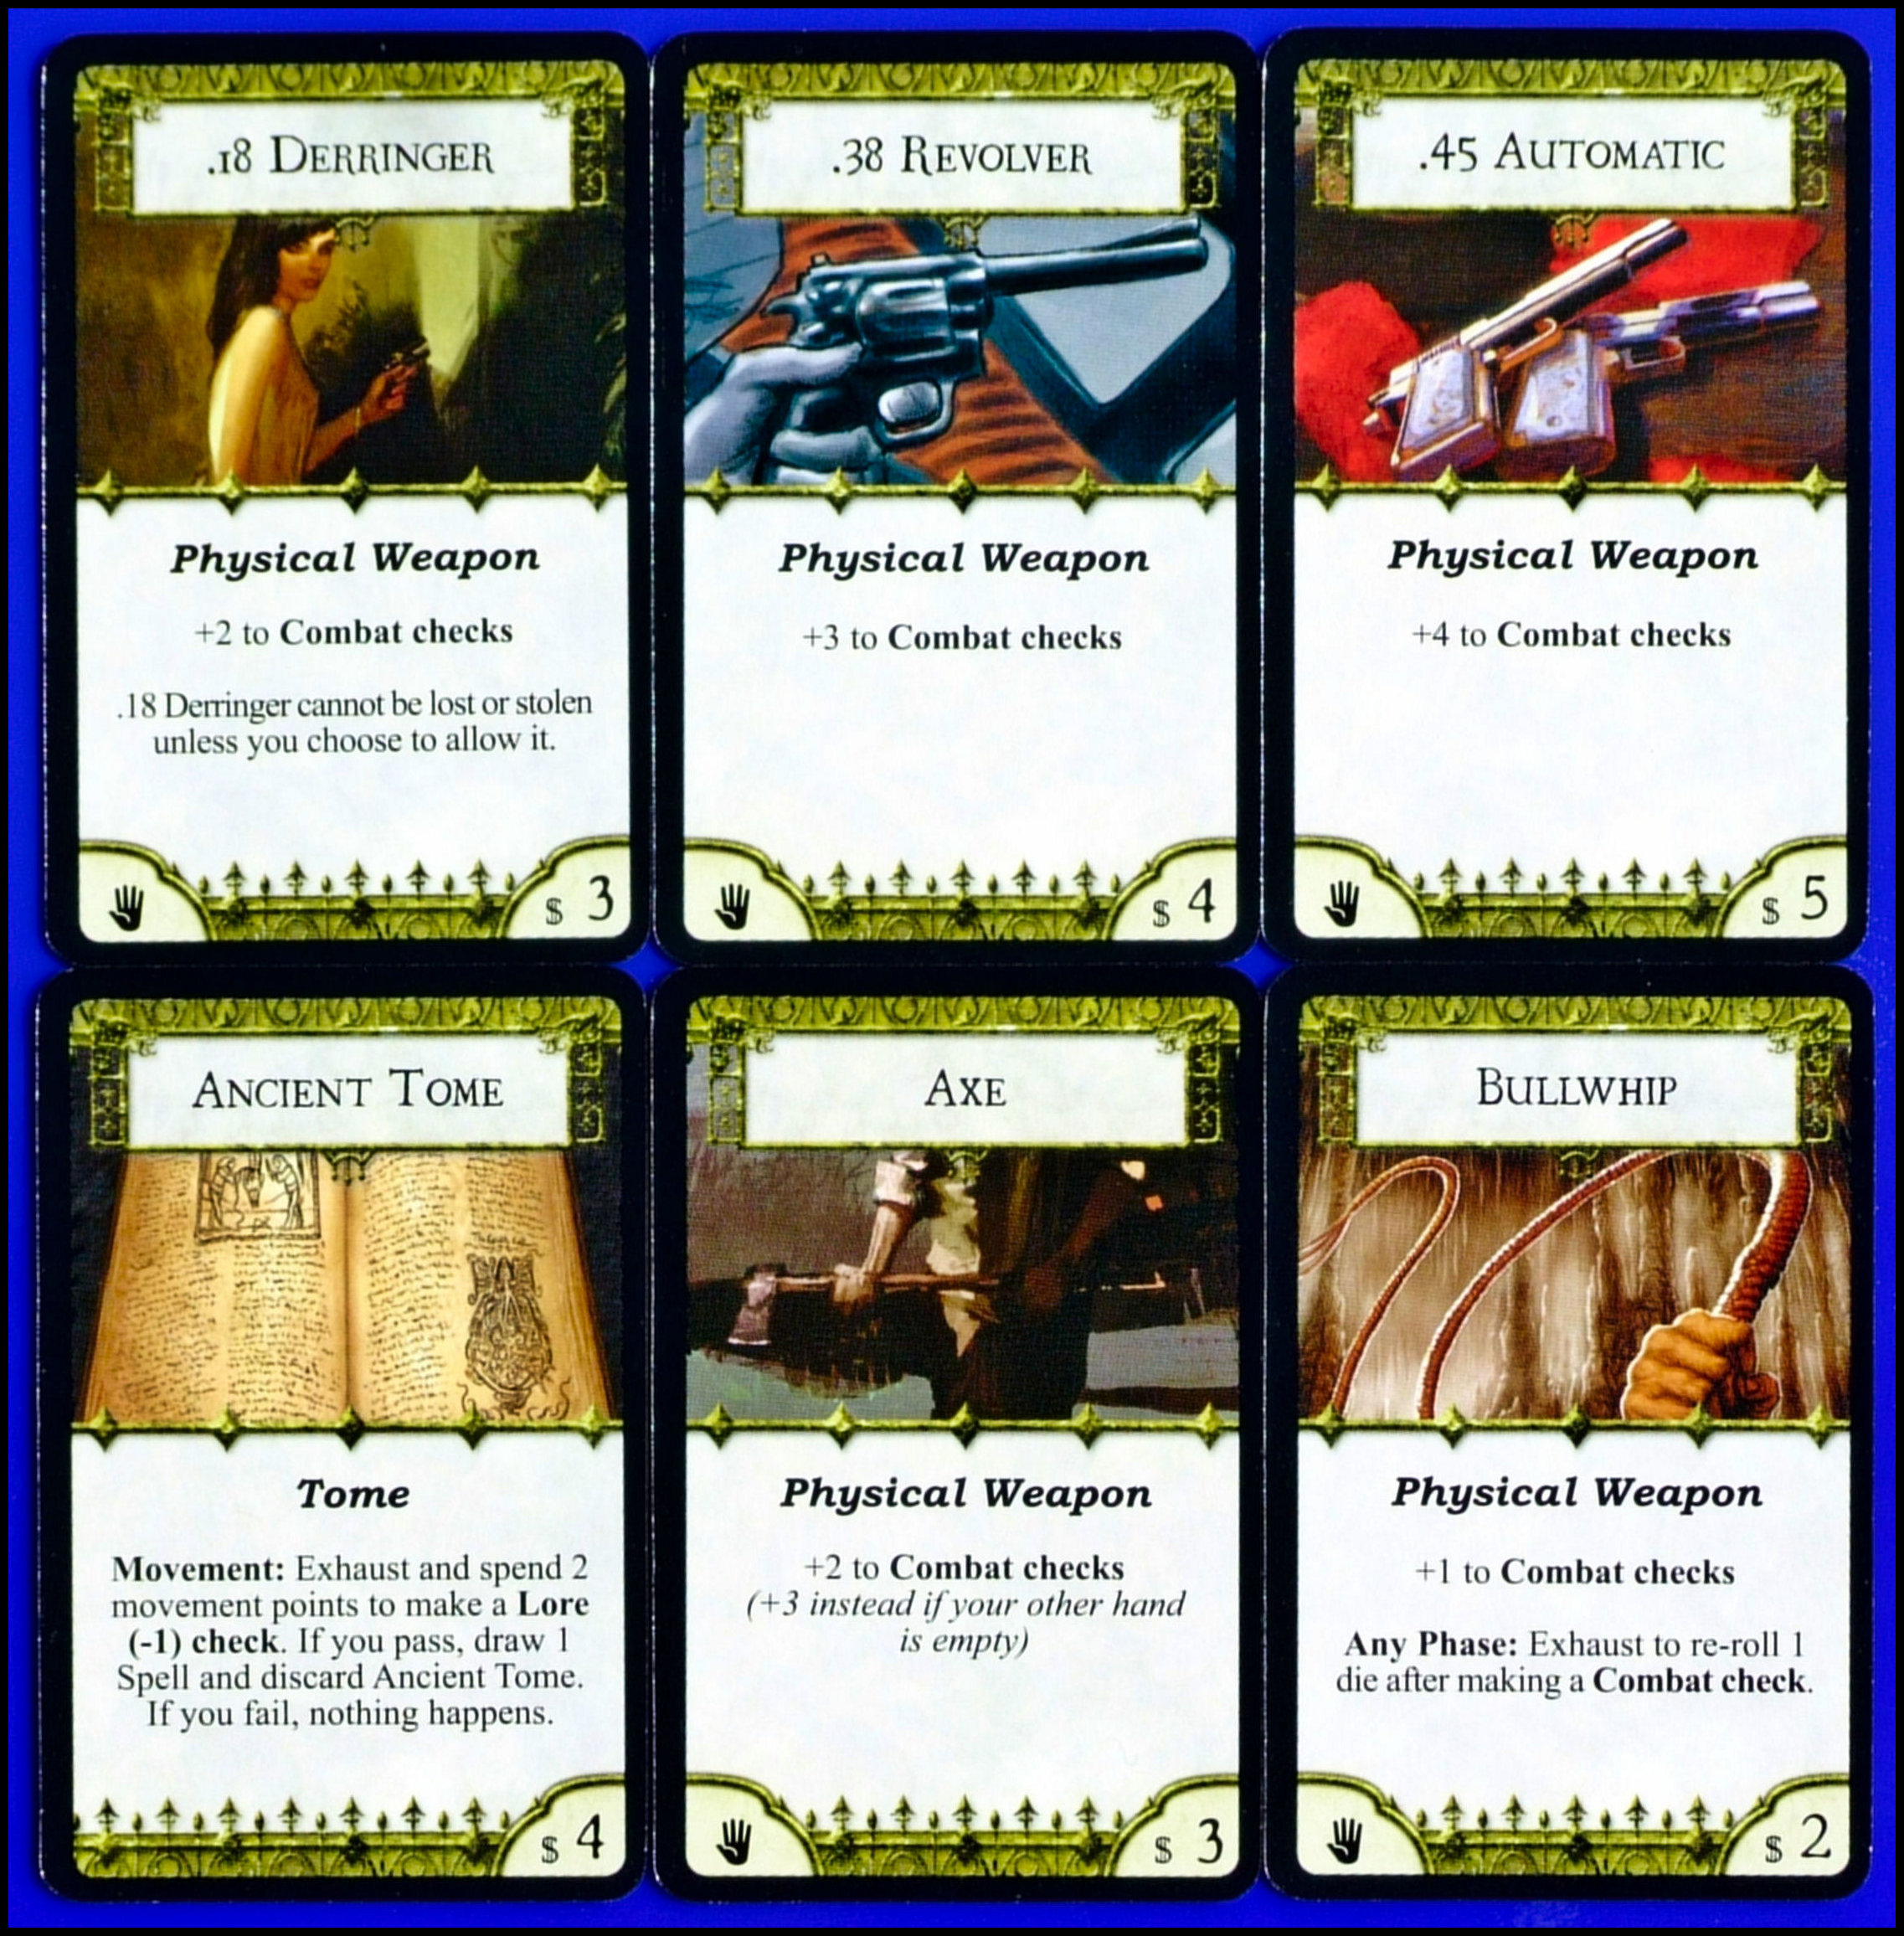 .18 Derringer
Physical Weapon
+2 to Combat checks
.18 Derringer cannot be lost or stolen
unless you choose to allow it.
$ 3
.38 Revolver
Physical Weapon
+3 to Combat checks
$ 4
.45 Automatic
Physical Weapon
+4 to Combat checks
$ 5
Ancient Tome
Tome
Movement: Exhaust and spend 2
movement points to make a Lore
(-1) check. If you pass, draw 1
Spell and discard Ancient Tome.
If you fail, nothing happens.
$ 4
Axe
Physical Weapon
+2 to Combat checks
(+3 instead if your other hand
is empty)
$ 3
Bullwhip
Physical Weapon
+1 to Combat checks
Any Phase: Exhaust to re-roll 1
die after making a Combat check.
$ 2